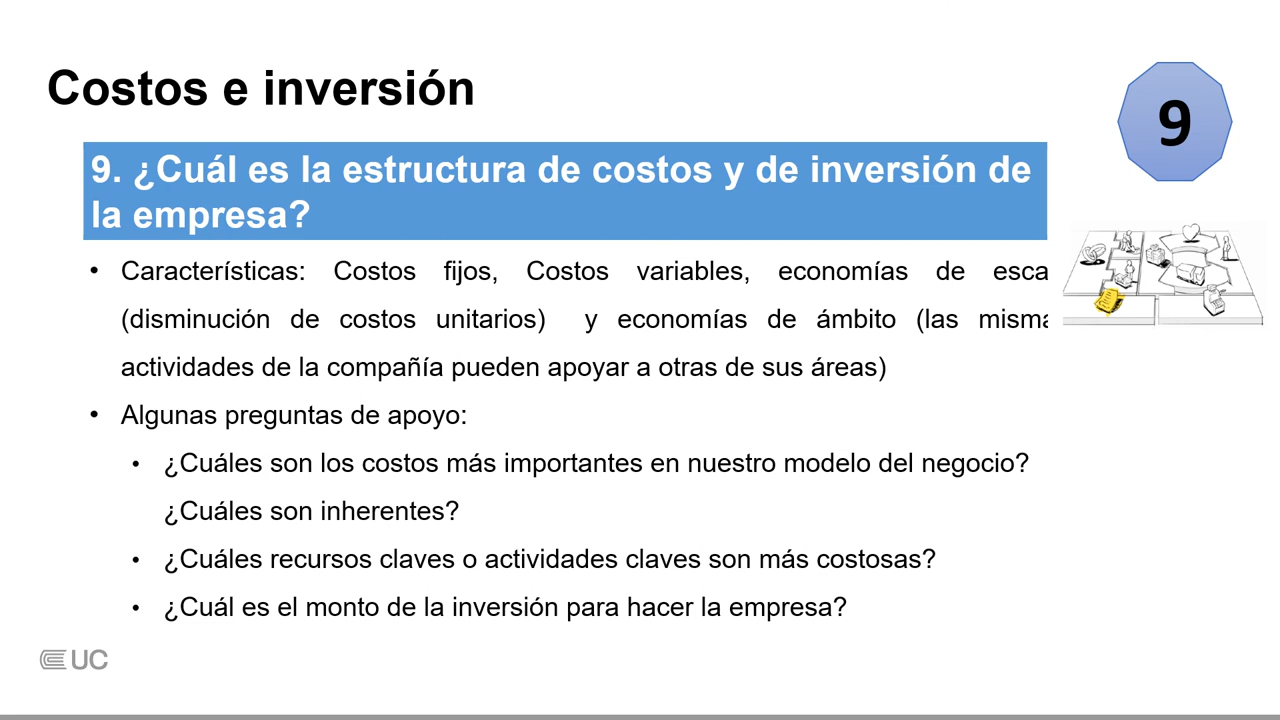 Costos e inversión
9
9. ¿Cuál es la estructura de costos y de inversión de
la empresa?
• Características: Costos fijos, Costos variables, economías de esca
(disminución de costos unitarios) y economías de ámbito (las misma
actividades de la compañía pueden apoyar a otras de sus áreas)
• Algunas preguntas de apoyo:
• ¿Cuáles son los costos más importantes en nuestro modelo del negocio?
¿Cuáles son inherentes?
• ¿Cuáles recursos claves o actividades claves son más costosas?
• ¿Cuál es el monto de la inversión para hacer la empresa?
UC